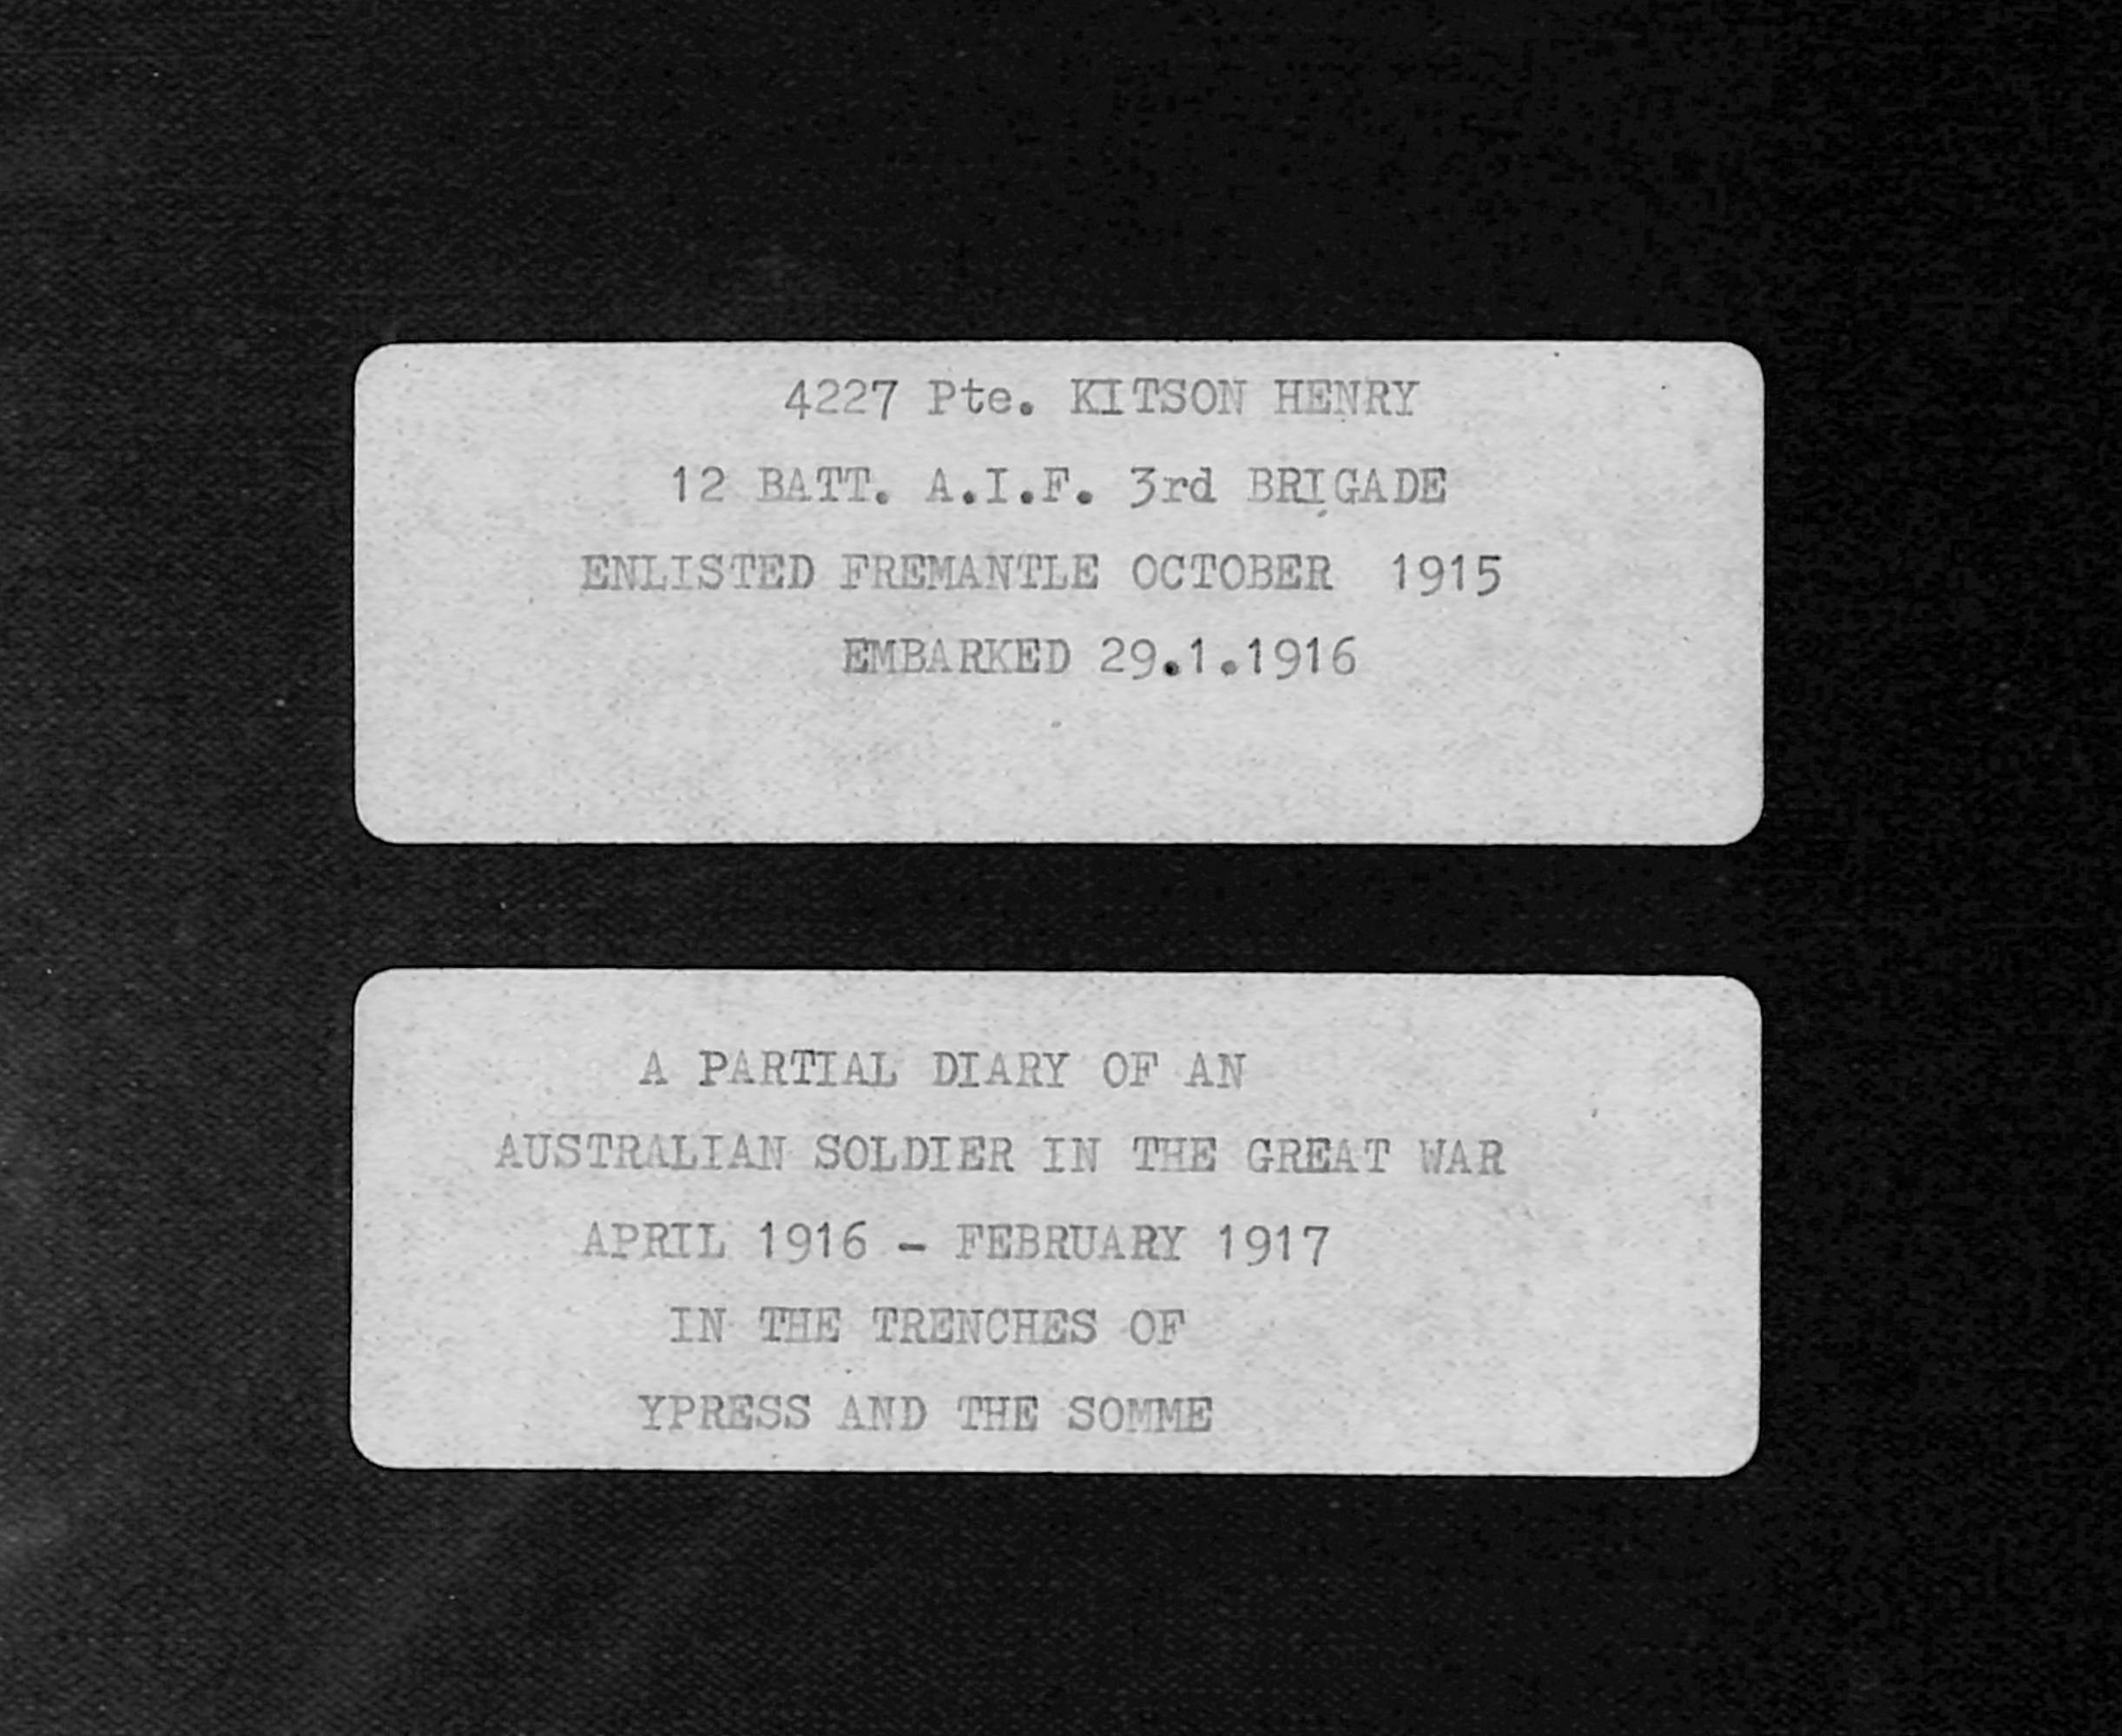 4227 Pte. KITSON HENRY
12 BATT. A.I.F. 3rd BRIGADE
ENLISTED FREMANTLE OCTOBER 1915
EMBARKED 29.1.1916
A PARTIAL DIARY OF AN
AUSTRALIAN SOLDIER IN THE GREAT WAR
APRIL 1916 - FEBRUARY 1917
IN THE TRENCHES OF
YPRESS AND THE SOMME